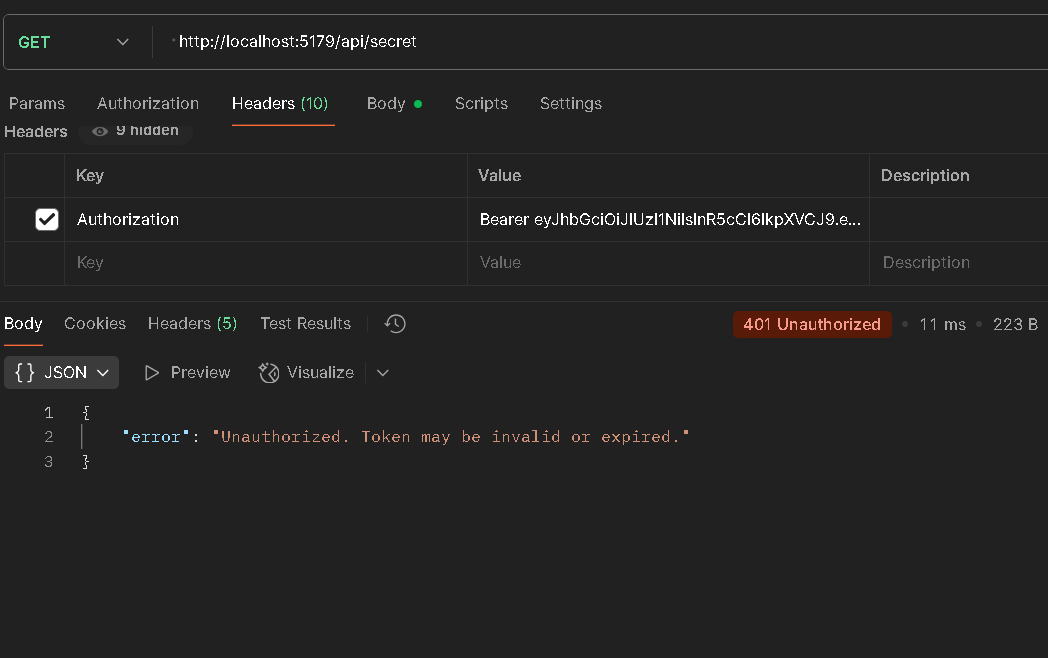 GET http://localhost:5179/api/secret
Params Authorization Headers (10) Body Scripts Settings
Headers 9 hidden
Key Value Description
Authorization Bearer eyJhbGciOiJIUzI1NiIsInR5cCI6IkpXVCJ9.e...
Key Value Description
Body Cookies Headers (5) Test Results 401 Unauthorized 11 ms 223 B
{} JSON Preview Visualize
1 {
2 "error": "Unauthorized. Token may be invalid or expired."
3 }